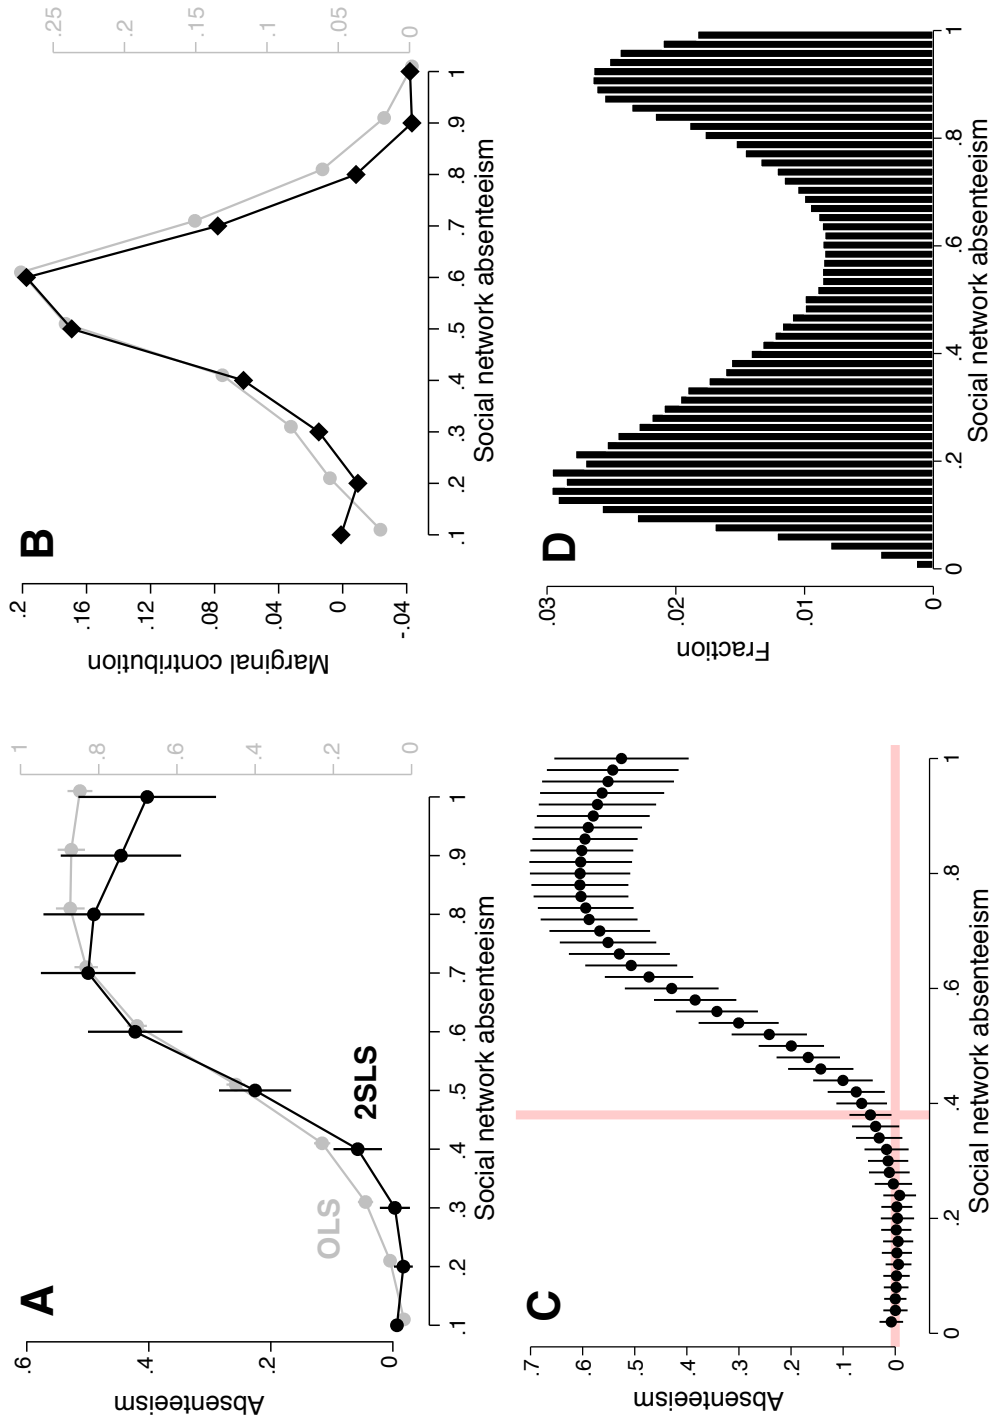 A
Absenteeism
.6
.4
.2
0
OLS
2SLS
1
.8
.6
.4
.2
0
.1 .2 .3 .4 .5 .6 .7 .8 .9 1
Social network absenteeism
B
Marginal contribution
.2
.16
.12
.08
.04
0
-.04
.25
.2
.15
.1
.05
0
.1 .2 .3 .4 .5 .6 .7 .8 .9 1
Social network absenteeism
C
Absenteeism
.7
.6
.5
.4
.3
.2
.1
0
0 .2 .4 .6 .8 1
Social network absenteeism
D
Fraction
.03
.02
.01
0
0 .2 .4 .6 .8 1
Social network absenteeism